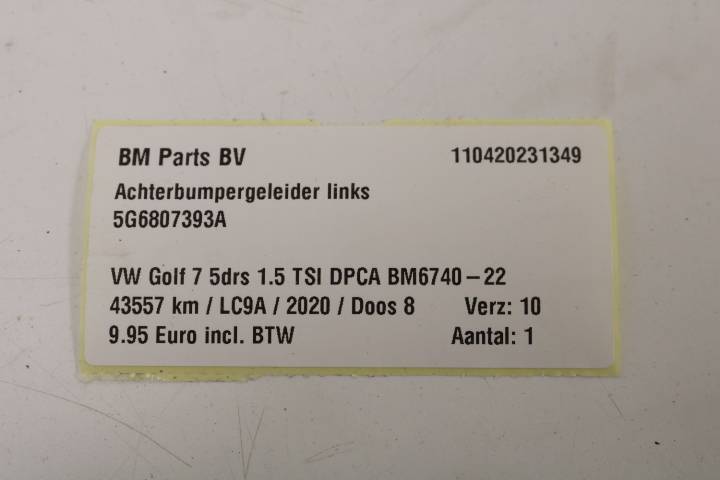 BM Parts BV 110420231349
Achterbumpergeleider links
5G6807393A
VW Golf 7 5drs 1.5 TSI DPCA BM6740-22
43557 km / LC9A / 2020 / Doos 8 Verz: 10
9.95 Euro incl. BTW Aantal: 1